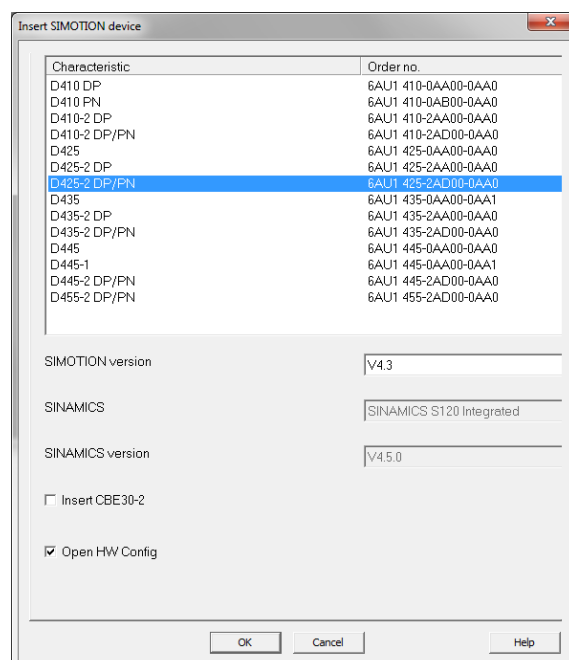 Insert SIMOTION device
Characteristic Order no.
D410 DP 6AU1 410-0AA00-0AA0
D410 PN 6AU1 410-0AB00-0AA0
D410-2 DP 6AU1 410-2AA00-0AA0
D410-2 DP/PN 6AU1 410-2AD00-0AA0
D425 6AU1 425-0AA00-0AA0
D425-2 DP 6AU1 425-2AA00-0AA0
D425-2 DP/PN 6AU1 425-2AD00-0AA0
D435 6AU1 435-0AA00-0AA1
D435-2 DP 6AU1 435-2AA00-0AA0
D435-2 DP/PN 6AU1 435-2AD00-0AA0
D445 6AU1 445-0AA00-0AA0
D445-1 6AU1 445-0AA00-0AA1
D445-2 DP/PN 6AU1 445-2AD00-0AA0
D455-2 DP/PN 6AU1 455-2AD00-0AA0
SIMOTION version V4.3
SINAMICS SINAMICS S120 Integrated
SINAMICS version V4.5.0
Insert CBE30-2
Open HW Config
OK Cancel Help